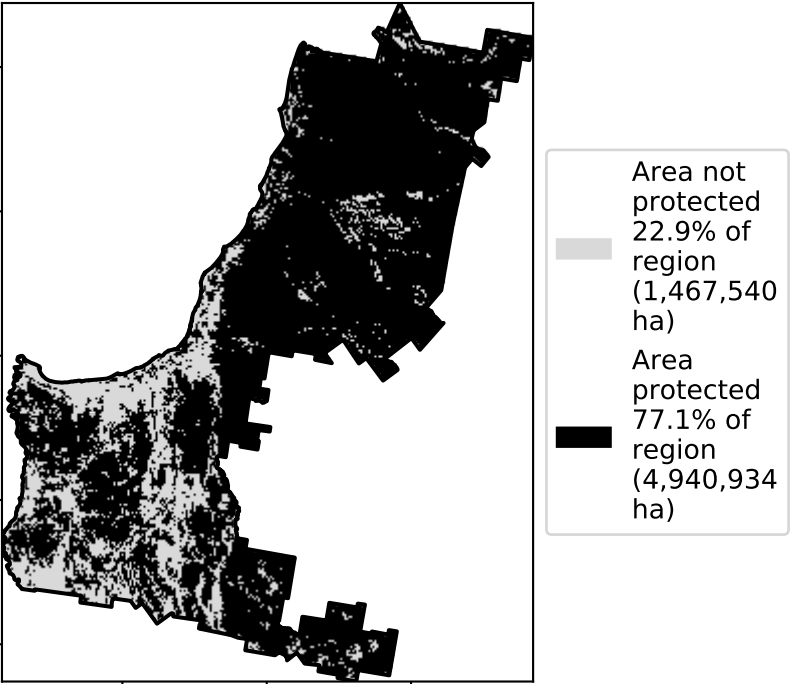 Area not
protected
22.9% of
region
(1,467,540
ha)
Area
protected
77.1% of
region
(4,940,934
ha)